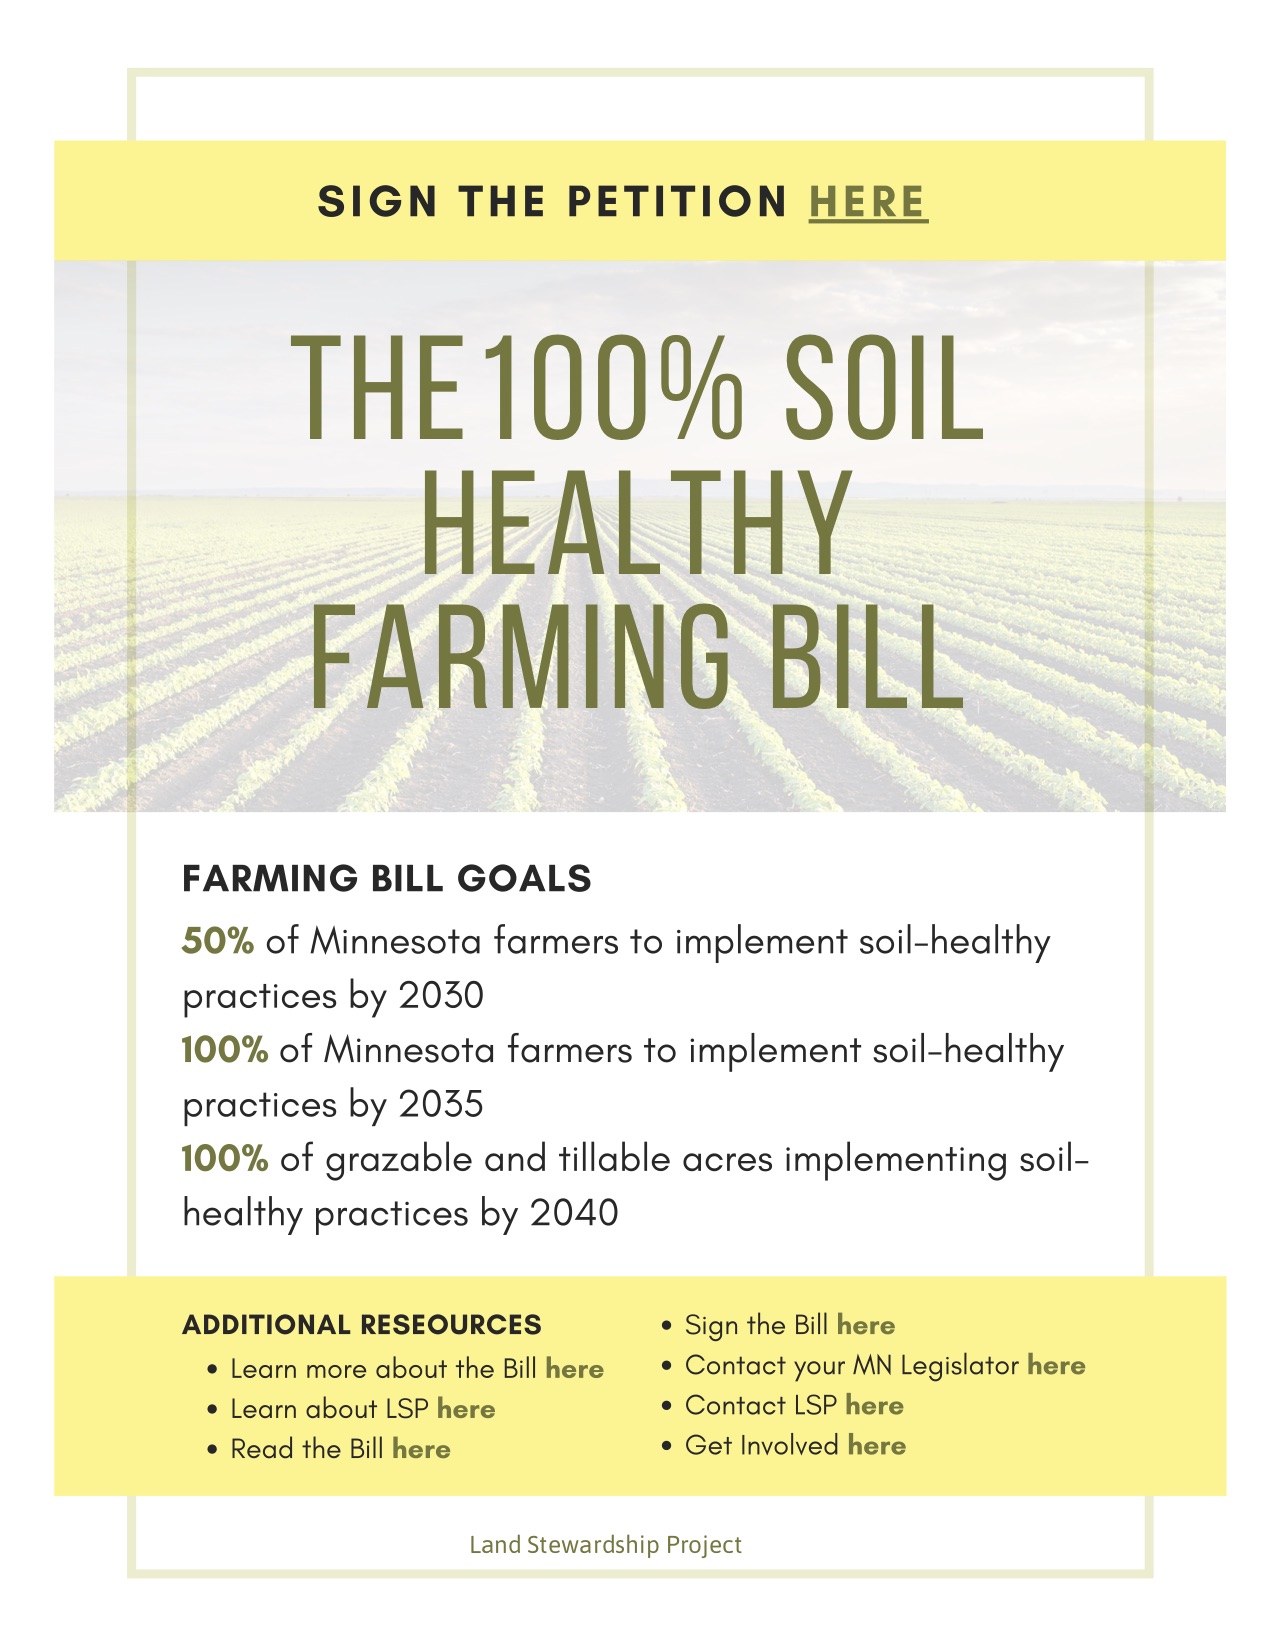 SIGN THE PETITION HERE
THE100% SOIL
HEALTHY
FARMING BILL
FARMING BILL GOALS
50% of Minnesota farmers to implement soil-healthy
practices by 2030
100% of Minnesota farmers to implement soil-healthy
practices by 2035
100% of grazable and tillable acres implementing soil-
healthy practices by 2040
ADDITIONAL RESEOURCES
Learn more about the Bill here
Learn about LSP here
Read the Bill here
Sign the Bill here
Contact your MN Legislator here
Contact LSP here
Get Involved here
Land Stewardship Project